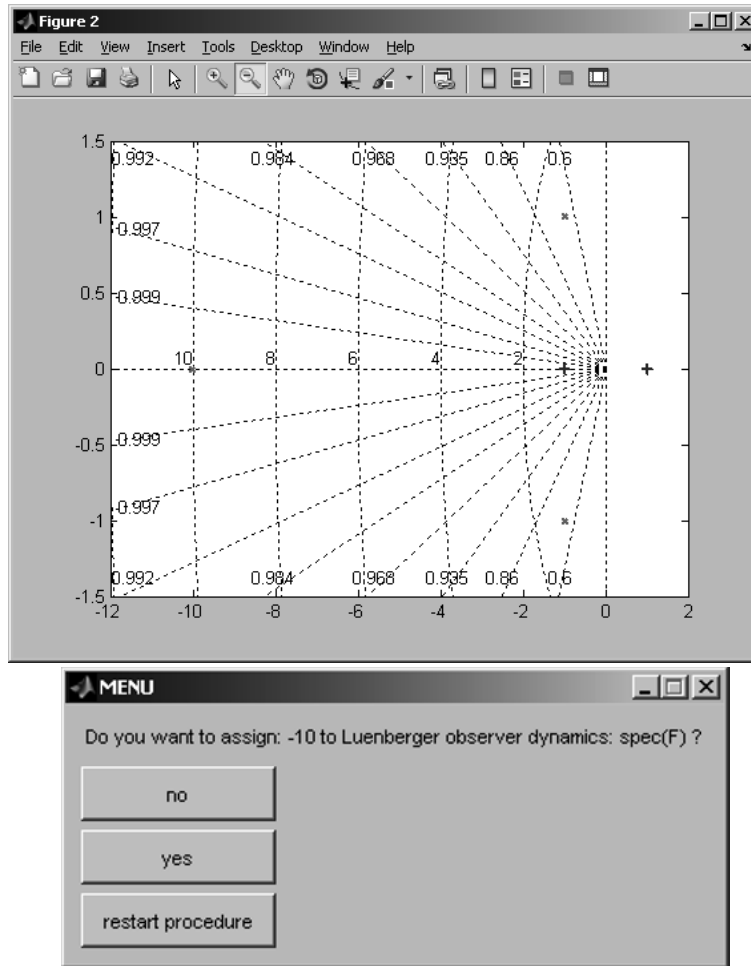 Figure 2
File Edit View Insert Tools Desktop Window Help
1.5
0.992 0.984 0.968 0.935 0.86 0.6
1
0.997
0.5
0.999
10 8 6 4 2
0
-0.5
0.999
0.997
-1
0.992 0.984 0.968 0.935 0.86 0.6
-1.5
-12 -10 -8 -6 -4 -2 0 2
MENU
Do you want to assign: -10 to Luenberger observer dynamics: spec(F) ?
no
yes
restart procedure